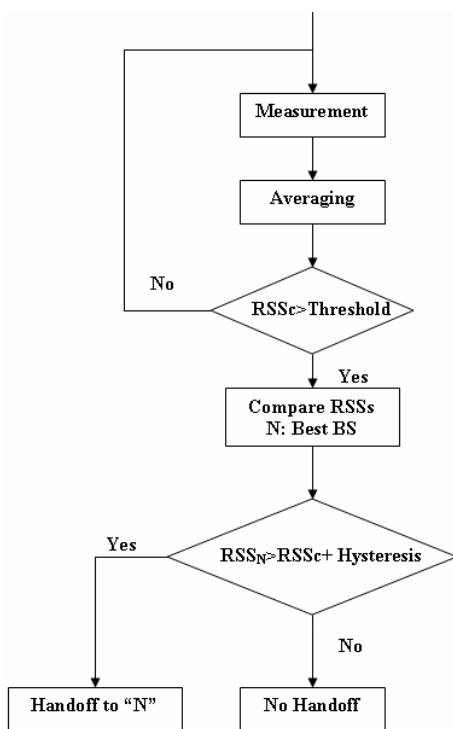 Measurement
Averaging
No
RSSc>Threshold
Yes
Compare RSSs
N: Best BS
Yes
RSSN>RSSc+ Hysteresis
No
Handoff to “N”
No Handoff